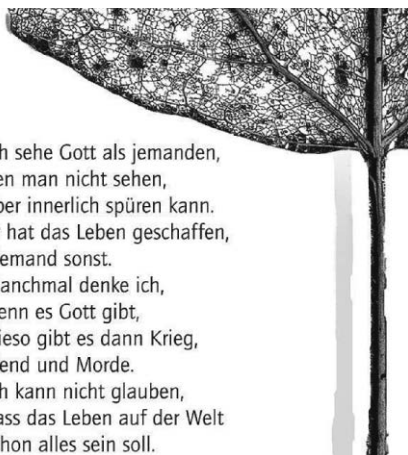 h sehe Gott als jemanden,
en man nicht sehen,
ber innerlich spüren kann.
r hat das Leben geschaffen,
iemand sonst.
anchmal denke ich,
enn es Gott gibt,
ieso gibt es dann Krieg,
end und Morde.
h kann nicht glauben,
ass das Leben auf der Welt
hon alles sein soll.